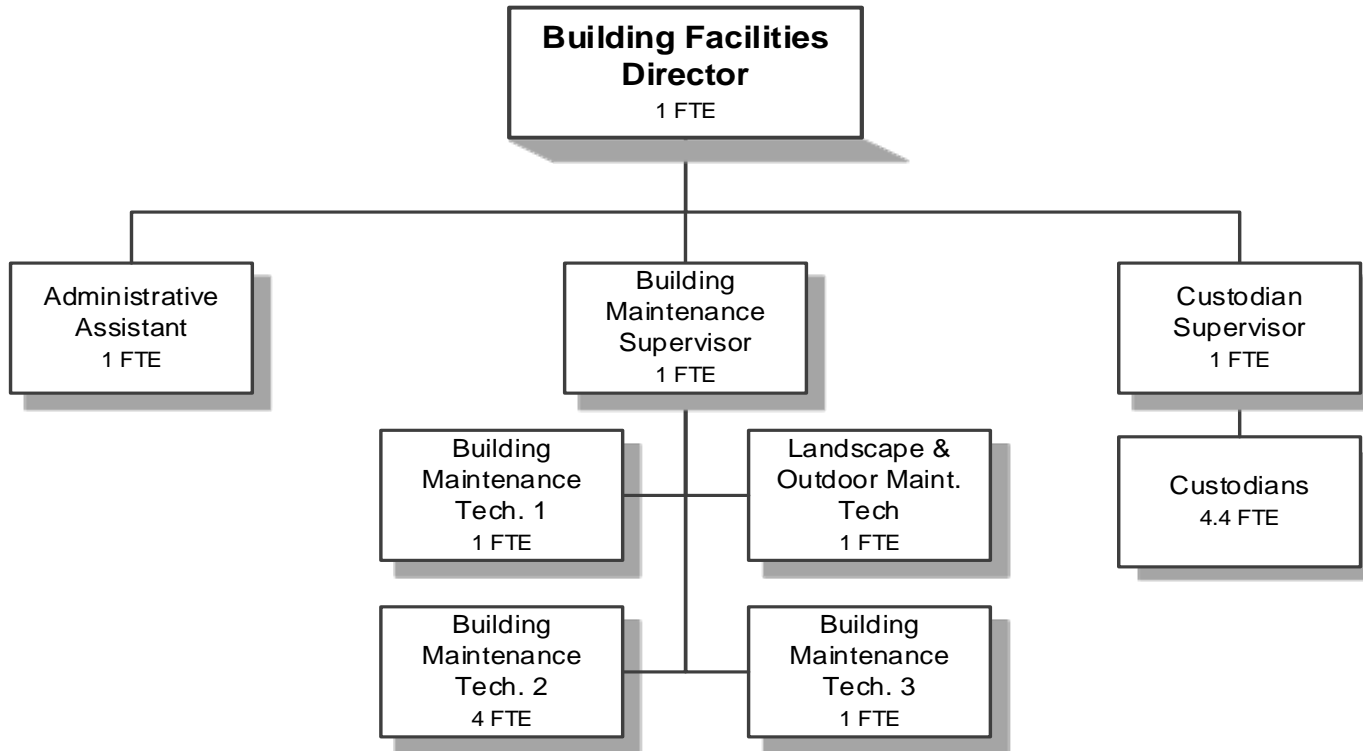 Building Facilities
Director
1 FTE
Administrative
Assistant
1 FTE
Building
Maintenance
Supervisor
1 FTE
Custodian
Supervisor
1 FTE
Building
Maintenance
Tech. 1
1 FTE
Landscape &
Outdoor Maint.
Tech
1 FTE
Custodians
4.4 FTE
Building
Maintenance
Tech. 2
4 FTE
Building
Maintenance
Tech. 3
1 FTE